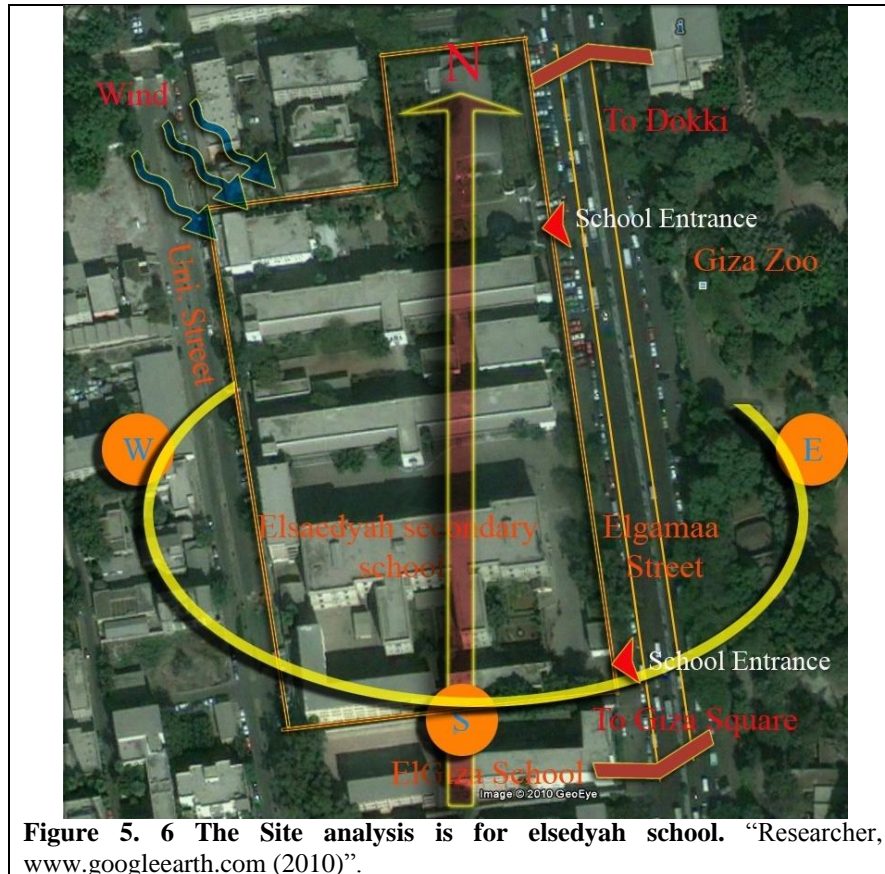 N
Wind
To Dokki
School Entrance
Giza Zoo
Uni. Street
W
E
Elsaedyah secondary
school
Elgamaa
Street
School Entrance
S
To Giza Square
ElGiza School
Image © 2010 GeoEye
Figure 5. 6 The Site analysis is for elsedyah school. “Researcher,
www.googleearth.com (2010)”.